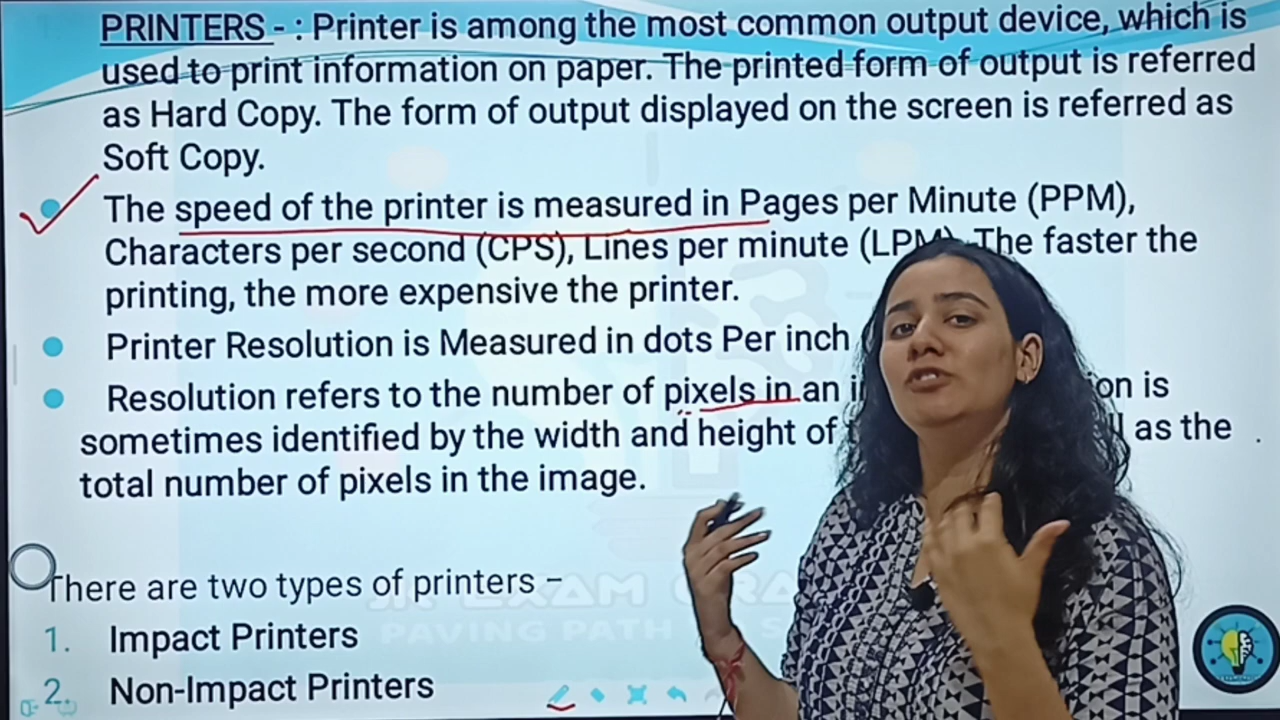 PRINTERS - : Printer is among the most common output device, which is
used to print information on paper. The printed form of output is referred
as Hard Copy. The form of output displayed on the screen is referred as
Soft Copy.
The speed of the printer is measured in Pages per Minute (PPM),
Characters per second (CPS), Lines per minute (LPM). The faster the
printing, the more expensive the printer.
Printer Resolution is Measured in dots Per inch
Resolution refers to the number of pixels in an is
sometimes identified by the width and height of as the
total number of pixels in the image.
There are two types of printers -
EXAM
PAVING PATH
1. Impact Printers
2. Non-Impact Printers